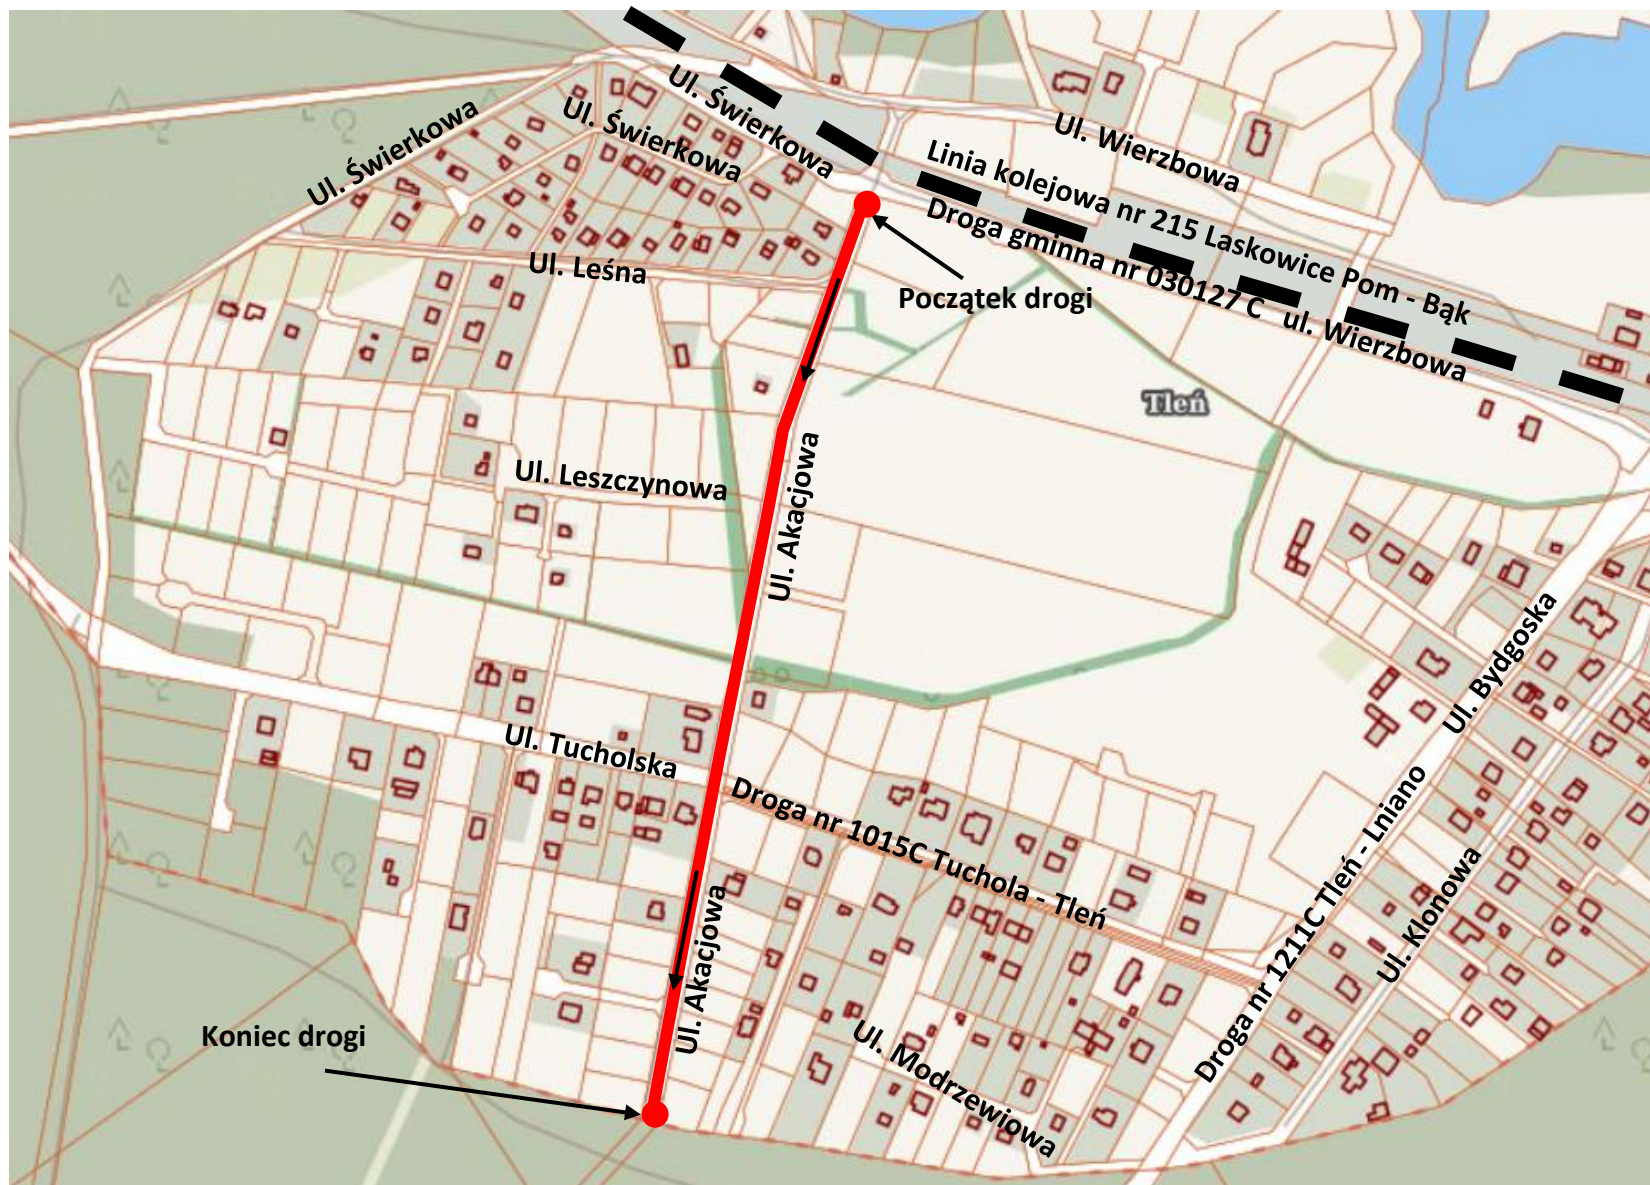 Ul. Świerkowa
Ul. Świerkowa
Ul. Świerkowa
Ul. Wierzbowa
Linia kolejowa nr 215 Laskowice Pom - Bąk
Droga gminna nr 030127 C ul. Wierzbowa
Ul. Leśna
Początek drogi
Tleń
Ul. Leszczynowa
Ul. Akacjowa
Ul. Bydgoska
Ul. Tucholska
Droga nr 1015C Tuchola - Tleń
Droga nr 1211C Tleń - Lniano
Ul. Klonowa
Ul. Akacjowa
Koniec drogi
Ul. Modrzewiowa